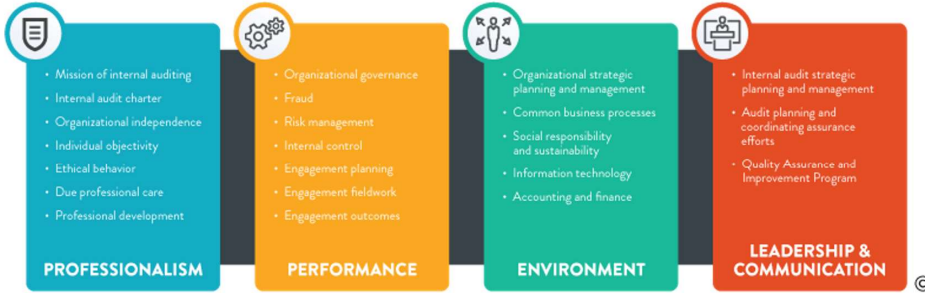 • Mission of internal auditing
• Internal audit charter
• Organizational independence
• Individual objectivity
• Ethical behavior
• Due professional care
• Professional development
PROFESSIONALISM
• Organizational governance
• Fraud
• Risk management
• Internal control
• Engagement planning
• Engagement fieldwork
• Engagement outcomes
PERFORMANCE
• Organizational strategic
planning and management
• Common business processes
• Social responsibility
and sustainability
• Information technology
• Accounting and finance
ENVIRONMENT
• Internal audit strategic
planning and management
• Audit planning and
coordinating assurance
efforts
• Quality Assurance and
Improvement Program
LEADERSHIP &
COMMUNICATION
©